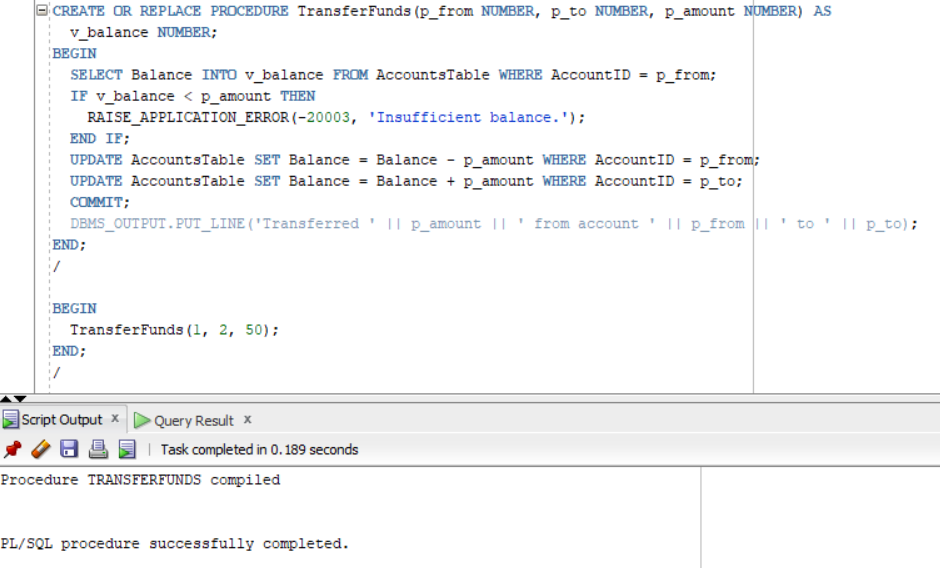 CREATE OR REPLACE PROCEDURE TransferFunds(p_from NUMBER, p_to NUMBER, p_amount NUMBER) AS
  v_balance NUMBER;
BEGIN
  SELECT Balance INTO v_balance FROM AccountsTable WHERE AccountID = p_from;
  IF v_balance < p_amount THEN
    RAISE_APPLICATION_ERROR(-20003, 'Insufficient balance.');
  END IF;
  UPDATE AccountsTable SET Balance = Balance - p_amount WHERE AccountID = p_from;
  UPDATE AccountsTable SET Balance = Balance + p_amount WHERE AccountID = p_to;
  COMMIT;
  DBMS_OUTPUT.PUT_LINE('Transferred ' || p_amount || ' from account ' || p_from || ' to ' || p_to);
END;
/
BEGIN
  TransferFunds(1, 2, 50);
END;
/
Script Output x Query Result x
Task completed in 0.189 seconds
Procedure TRANSFERFUNDS compiled
PL/SQL procedure successfully completed.